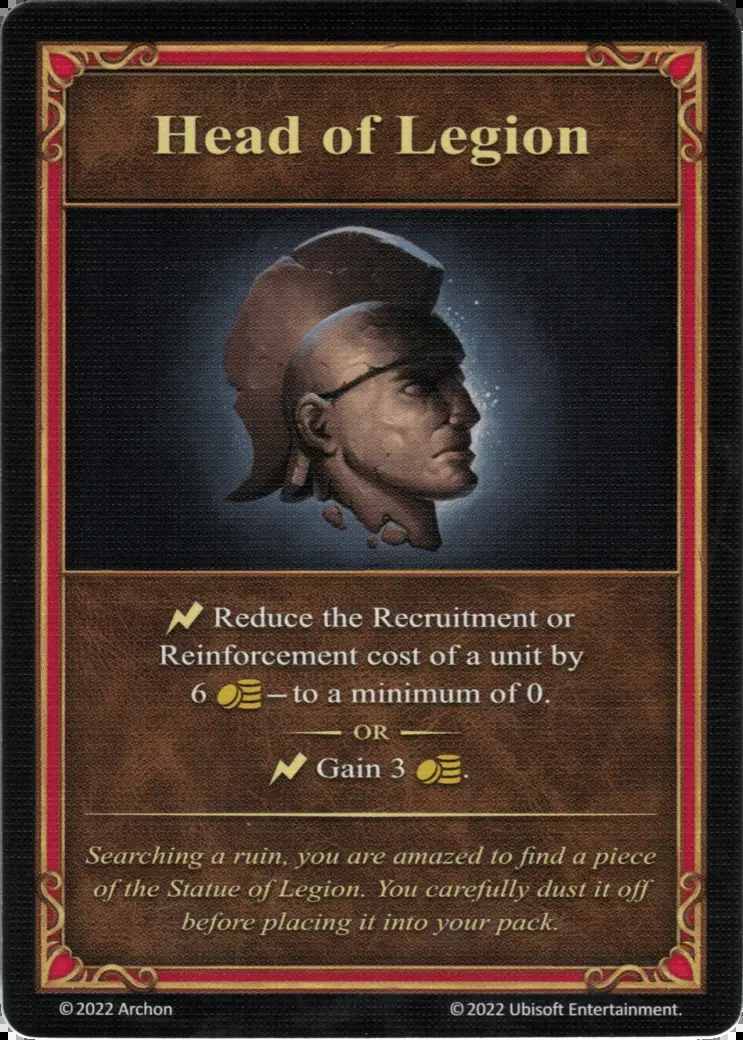 Head of Legion
Reduce the Recruitment or
Reinforcement cost of a unit by
6 – to a minimum of 0.
OR
Gain 3 .
Searching a ruin, you are amazed to find a piece
of the Statue of Legion. You carefully dust it off
before placing it into your pack.
© 2022 Archon
© 2022 Ubisoft Entertainment.